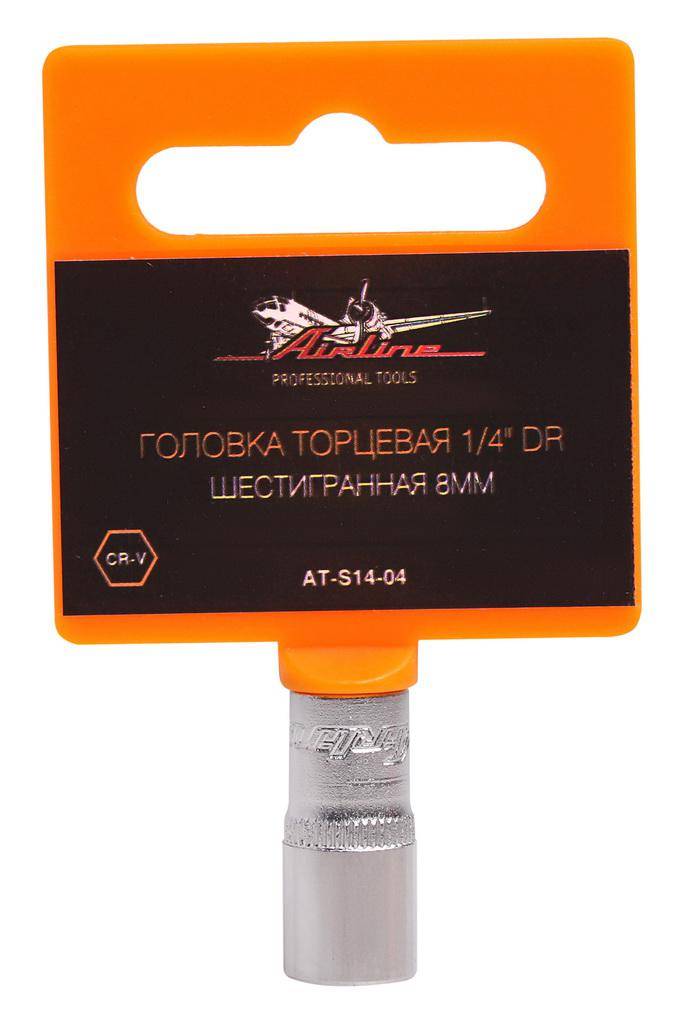 Airline
PROFESSIONAL TOOLS
ГОЛОВКА ТОРЦЕВАЯ 1/4" DR
ШЕСТИГРАННАЯ 8ММ
CR-V
AT-S14-04